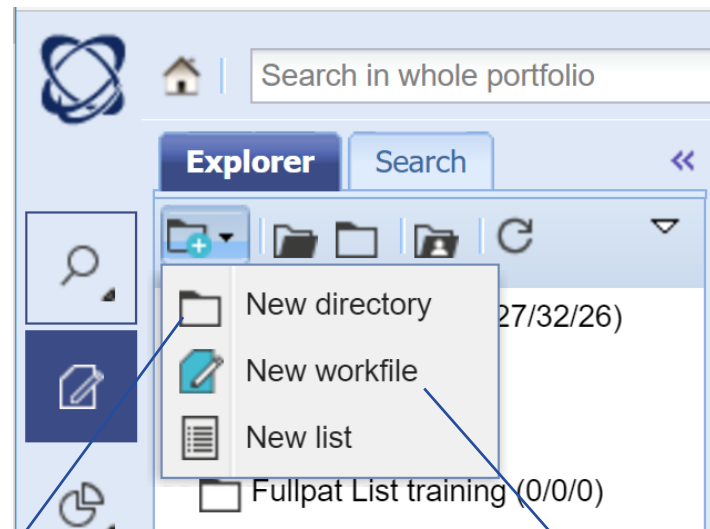 Search in whole portfolio
Explorer Search
New directory
27/32/26)
New workfile
New list
Fullpat List training (0/0/0)